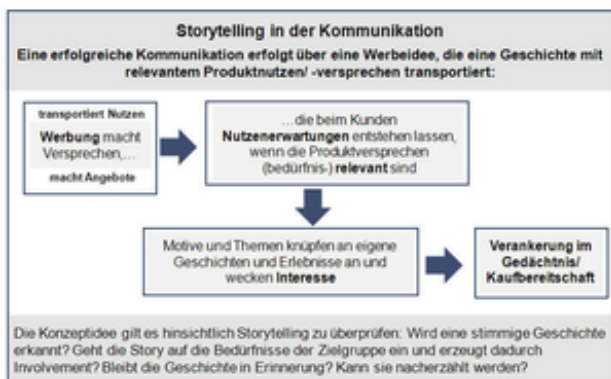 Storytelling in der Kommunikation
Eine erfolgreiche Kommunikation erfolgt über eine Werbeidee, die eine Geschichte mit
relevantem Produktnutzen/ -versprechen transportiert:
transportiert Nutzen
Werbung macht
Versprechen,...
macht Angebote
...die beim Kunden
Nutzenerwartungen entstehen lassen,
wenn die Produktversprechen
(bedürfnis-) relevant sind
Motive und Themen knüpfen an eigene
Geschichten und Erlebnisse an und
wecken Interesse
Verankerung im
Gedächtnis/
Kaufbereitschaft
Die Konzeptidee gilt es hinsichtlich Storytelling zu überprüfen: Wird eine stimmige Geschichte
erkannt? Geht die Story auf die Bedürfnisse der Zielgruppe ein und erzeugt dadurch
Involvement? Bleibt die Geschichte in Erinnerung? Kann sie nacherzählt werden?